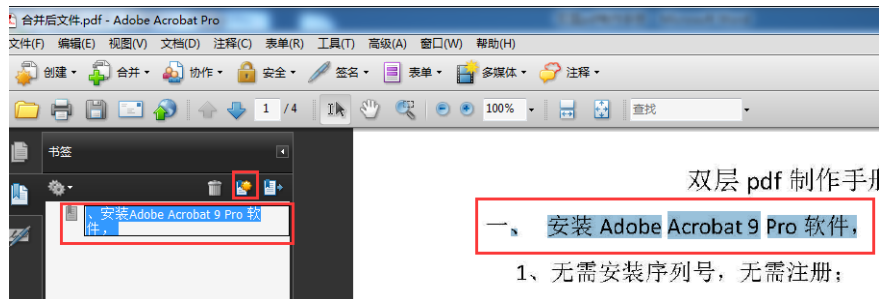 合并后文件.pdf - Adobe Acrobat Pro
文件(F) 编辑(E) 视图(V) 文档(D) 注释(C) 表单(R) 工具(T) 高级(A) 窗口(W) 帮助(H)
创建 合并 协作 安全 签名 表单 多媒体 注释
1 /4 100% 查找
书签
、安装Adobe Acrobat 9 Pro 软
件，
双层 pdf 制作手册
一、 安装 Adobe Acrobat 9 Pro 软件，
1、无需安装序列号，无需注册；